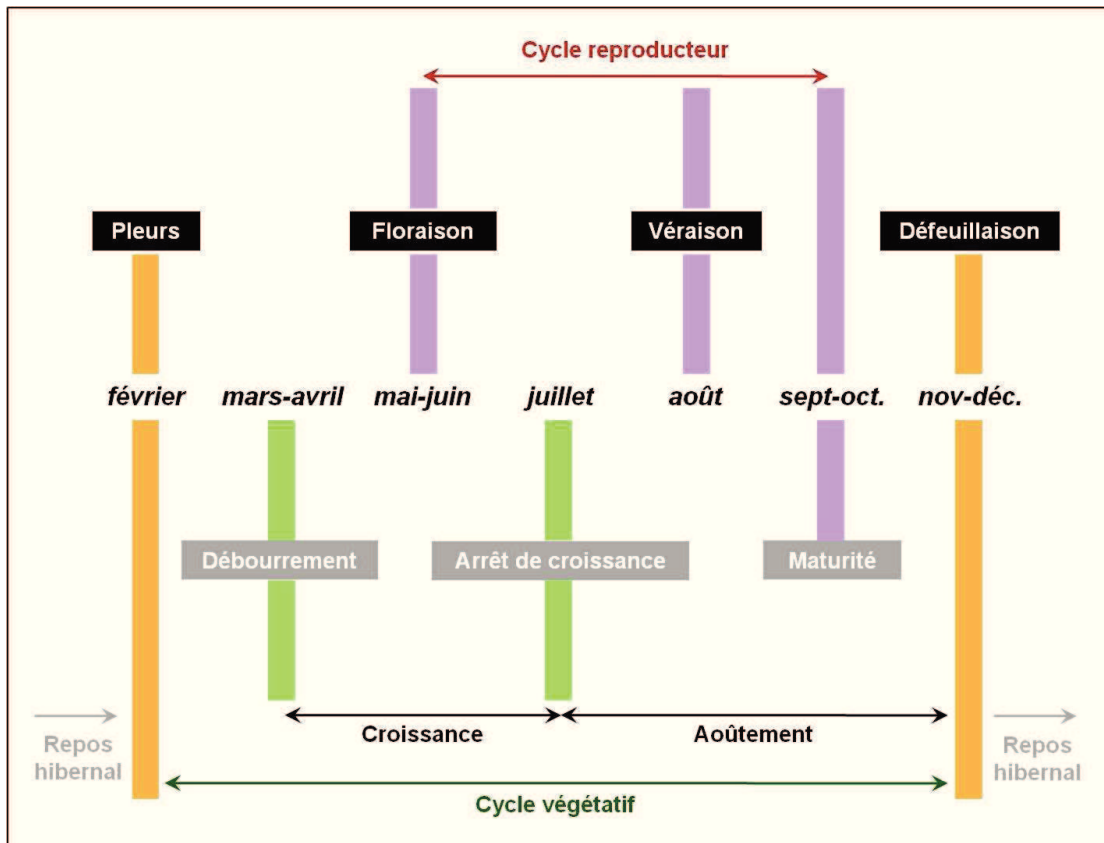 Cycle reproducteur
Pleurs
Floraison
Véraison
Défeuillaison
février
mars-avril
mai-juin
juillet
août
sept-oct.
nov-déc.
Débourrement
Arrêt de croissance
Maturité
Croissance
Aoûtement
Repos
hibernal
Repos
hibernal
Cycle végétatif